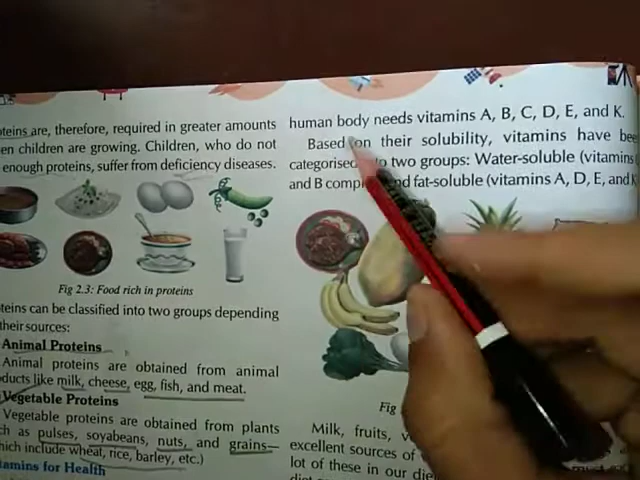 teins are, therefore, required in greater amounts
en children are growing. Children, who do not
enough proteins, suffer from deficiency diseases.
Fig 2.3: Food rich in proteins
teins can be classified into two groups depending
their sources:
Animal Proteins
Animal proteins are obtained from animal
ducts like milk, cheese, egg, fish, and meat.
Vegetable Proteins
Vegetable proteins are obtained from plants
ch as pulses, soyabeans, nuts, and grains—
hich include wheat, rice, barley, etc.)
tamins for Health
human body needs vitamins A, B, C, D, E, and K.
Based on their solubility, vitamins have be
categorised to two groups: Water-soluble (vitamins
and B comp nd fat-soluble (vitamins A, D, E, and K
Fig
Milk, fruits, v
excellent sources of
lot of these in our die